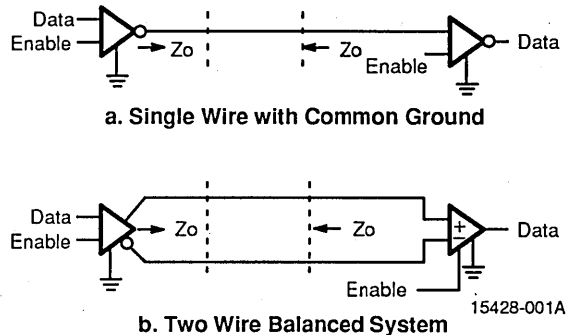 Data
Enable
Zo
Zo
Enable
Data
a. Single Wire with Common Ground
Data
Enable
Zo
Zo
+
−
Data
Enable
15428-001A
b. Two Wire Balanced System